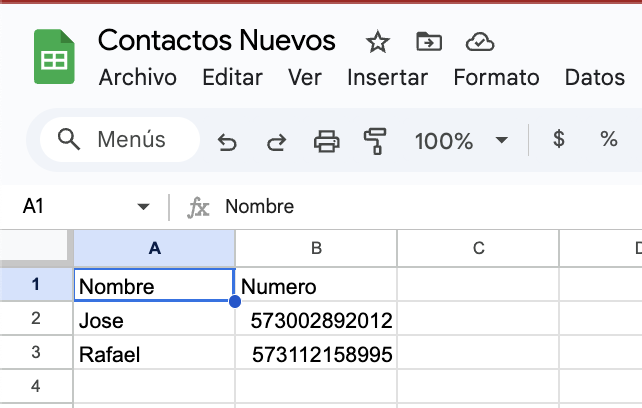 Contactos Nuevos
Archivo Editar Ver Insertar Formato Datos
Menús 100% $ %
A1 fx Nombre
A B C D
1 Nombre Numero
2 Jose 573002892012
3 Rafael 573112158995
4